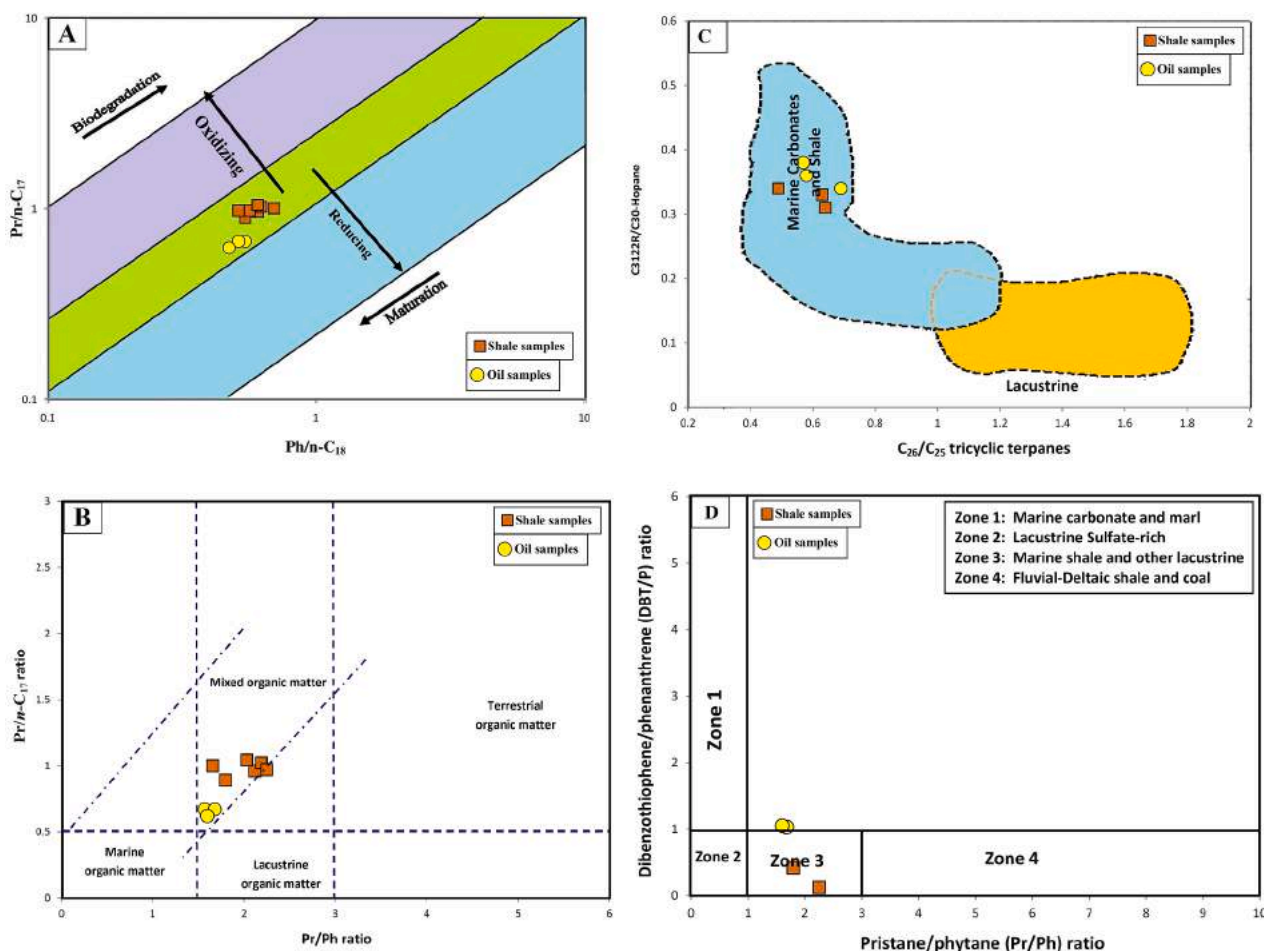 A
10
1
0.1
Pr/n-C₁₇
Biodegradation
Oxidizing
Reducing
Maturation
Shale samples
Oil samples
0.1
1
10
Ph/n-C₁₈
C
0.6
0.5
0.4
0.3
0.2
0.1
0
C3122R/C30-Hopane
Shale samples
Oil samples
Marine Carbonates
and Shale
Lacustrine
0.2
0.4
0.6
0.8
1
1.2
1.4
1.6
1.8
2
C₂₆/C₂₅ tricyclic terpanes
B
3
2.5
2
1.5
1
0.5
0
Pr/n-C₁₇ ratio
Shale samples
Oil samples
Mixed organic matter
Terrestrial
organic matter
Marine
organic matter
Lacustrine
organic matter
0
1
2
3
4
5
6
Pr/Ph ratio
D
6
5
4
3
2
1
0
Dibenzothiophene/phenanthrene (DBT/P) ratio
Shale samples
Oil samples
Zone 1: Marine carbonate and marl
Zone 2: Lacustrine Sulfate-rich
Zone 3: Marine shale and other lacustrine
Zone 4: Fluvial-Deltaic shale and coal
Zone 1
Zone 2
Zone 3
Zone 4
0
1
2
3
4
5
6
7
8
9
10
Pristane/phytane (Pr/Ph) ratio